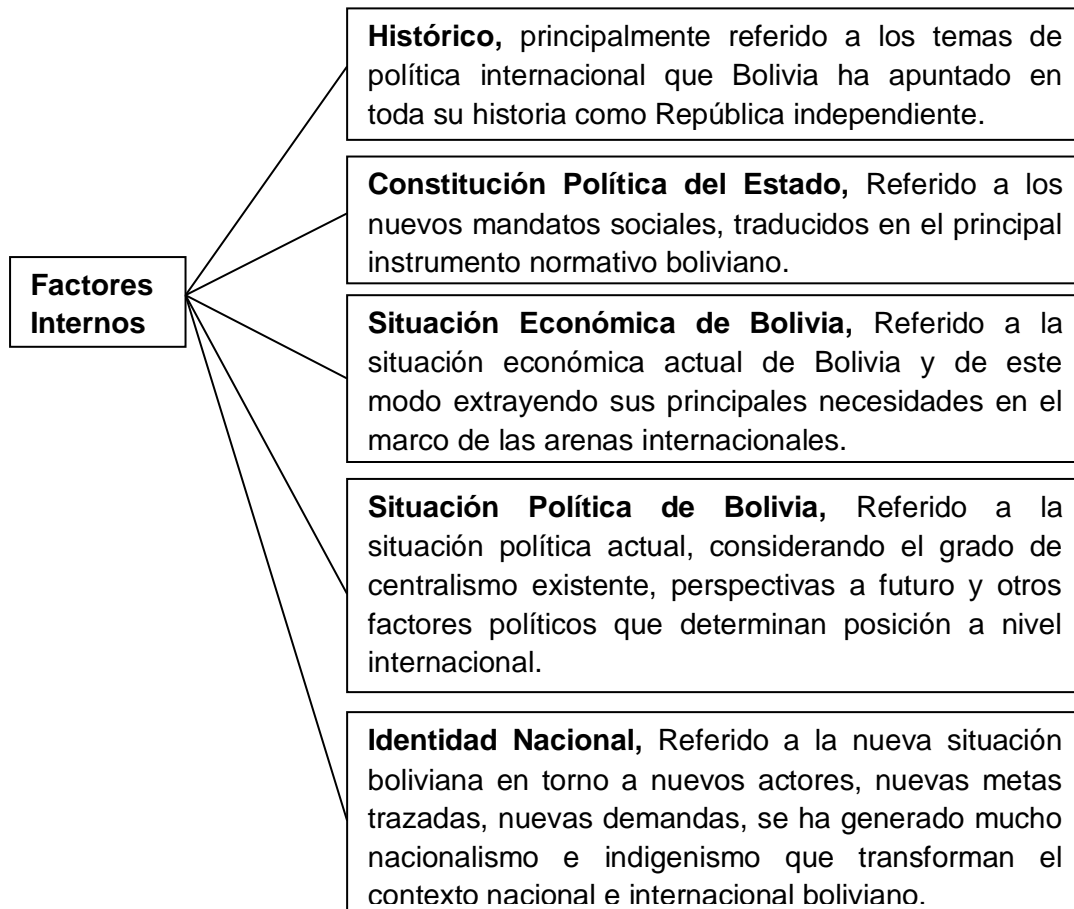 Histórico, principalmente referido a los temas de
política internacional que Bolivia ha apuntado en
toda su historia como República independiente.
Constitución Política del Estado, Referido a los
nuevos mandatos sociales, traducidos en el principal
instrumento normativo boliviano.
Factores
Internos
Situación Económica de Bolivia, Referido a la
situación económica actual de Bolivia y de este
modo extrayendo sus principales necesidades en el
marco de las arenas internacionales.
Situación Política de Bolivia, Referido a la
situación política actual, considerando el grado de
centralismo existente, perspectivas a futuro y otros
factores políticos que determinan posición a nivel
internacional.
Identidad Nacional, Referido a la nueva situación
boliviana en torno a nuevos actores, nuevas metas
trazadas, nuevas demandas, se ha generado mucho
nacionalismo e indigenismo que transforman el
contexto nacional e internacional boliviano.